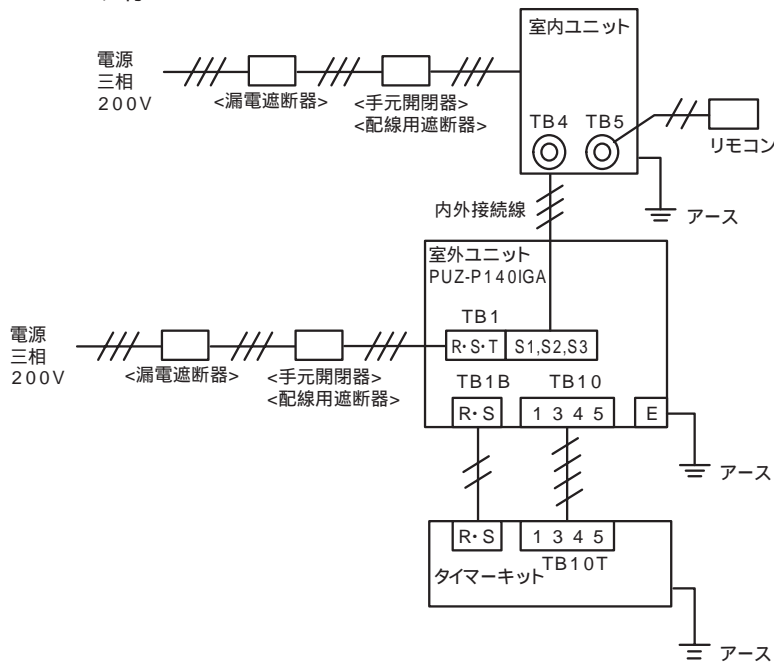 室内ユニット
電源
三相
200V
<漏電遮断器>
<手元開閉器>
<配線用遮断器>
TB4 TB5
リモコン
アース
内外接続線
室外ユニット
PUZ-P140IGA
TB1
R・S・T S1,S2,S3
電源
三相
200V
<漏電遮断器>
<手元開閉器>
<配線用遮断器>
TB1B TB10
R・S 1 3 4 5 E
アース
R・S 1 3 4 5
TB10T
タイマーキット
アース